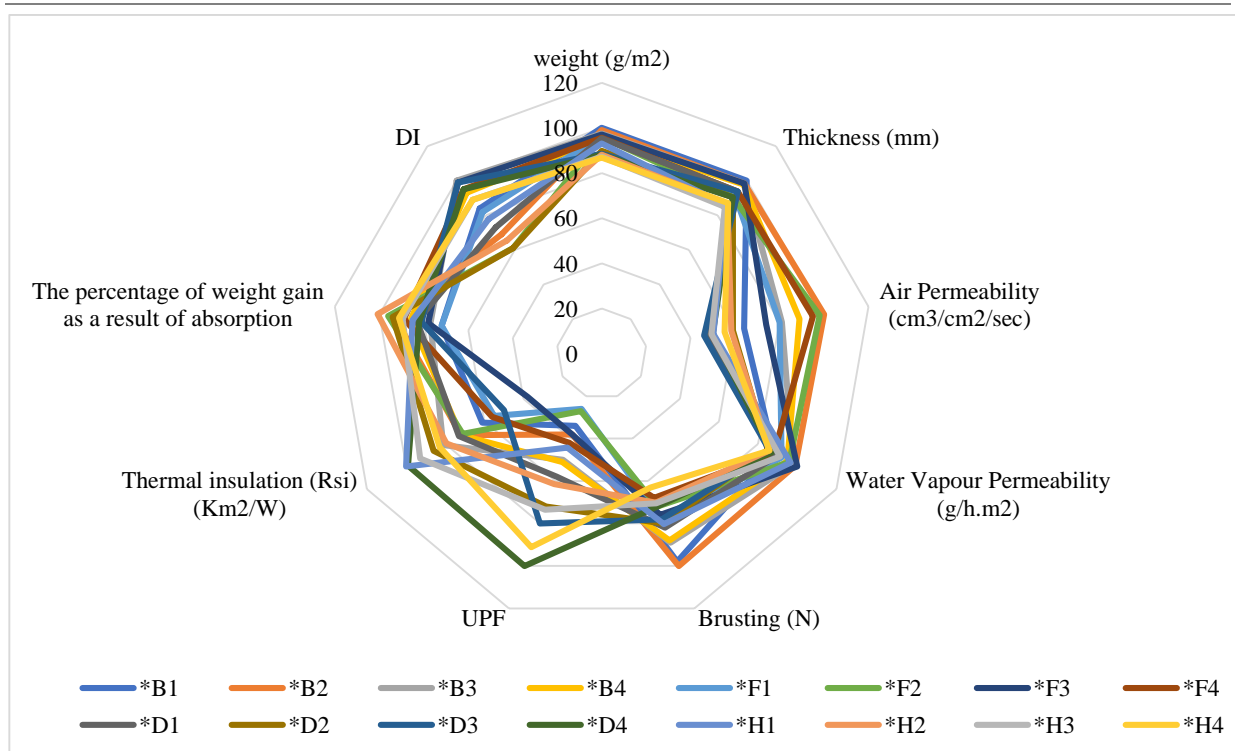 weight (g/m2)
120
100
80
60
40
20
0
Thickness (mm)
Air Permeability
(cm3/cm2/sec)
Water Vapour Permeability
(g/h.m2)
Brusting (N)
UPF
Thermal insulation (Rsi)
(Km2/W)
The percentage of weight gain
as a result of absorption
DI
*B1 *B2 *B3 *B4 *F1 *F2 *F3 *F4
*D1 *D2 *D3 *D4 *H1 *H2 *H3 *H4